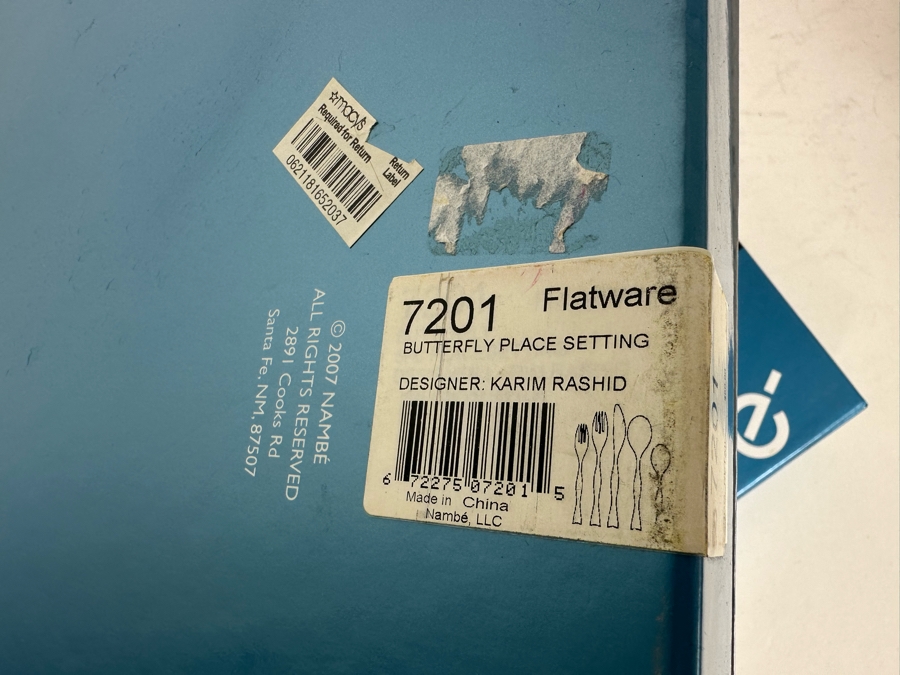 ☆macy's
Required for Return
Return
Label
0621181652037
7201 Flatware
BUTTERFLY PLACE SETTING
DESIGNER: KARIM RASHID
6 72275 07201 5
Made in China
Nambé, LLC
© 2007 NAMBÉ
ALL RIGHTS RESERVED
2891 Cooks Rd
Santa Fe, NM, 87507
é